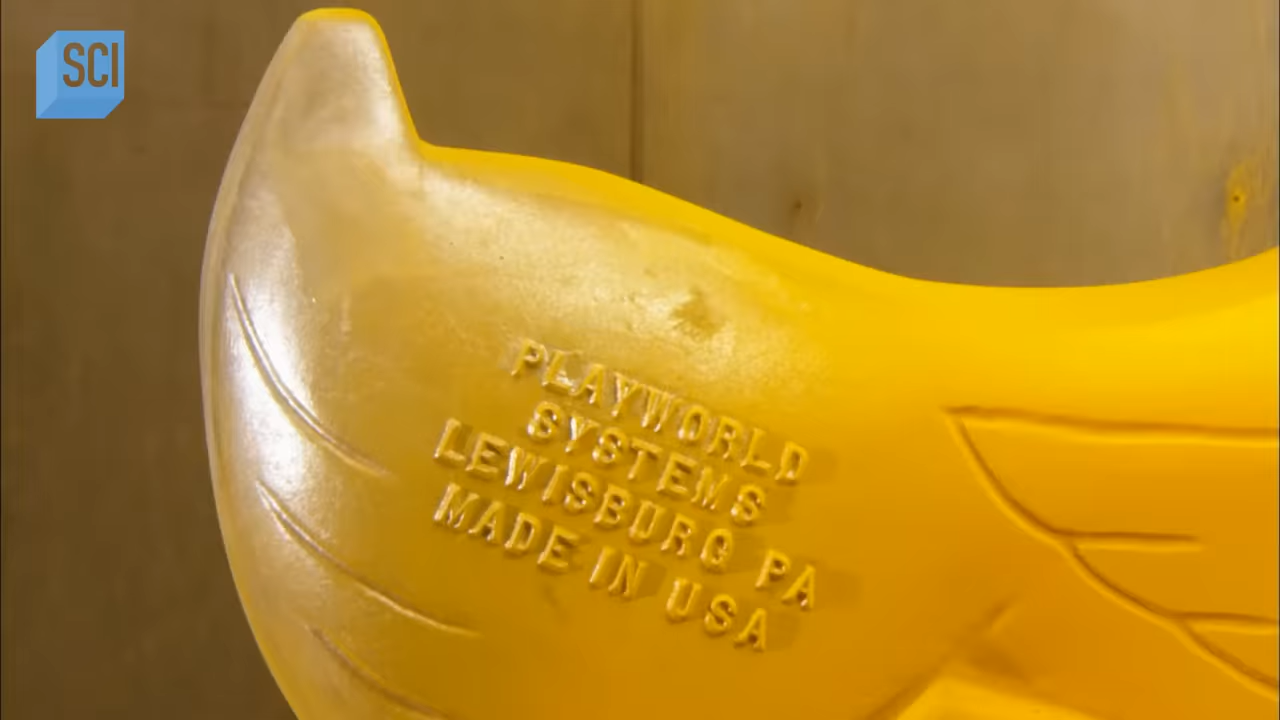 SCI
PLAYWORLD
SYSTEMS
LEWISBURG PA
MADE IN USA